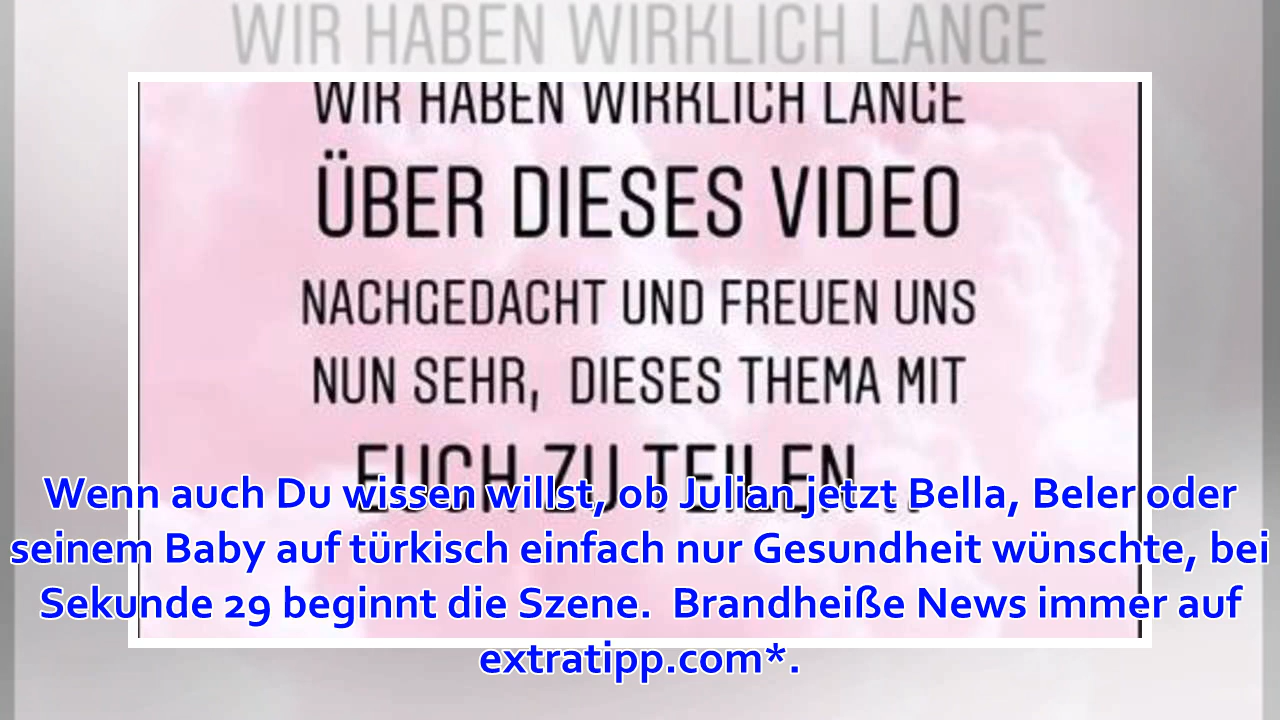 WIR HABEN WIRKLICH LANGE
WIR HABEN WIRKLICH LANGE
ÜBER DIESES VIDEO
NACHGEDACHT UND FREUEN UNS
NUN SEHR, DIESES THEMA MIT
EUCH ZU TEILEN...
Wenn auch Du wissen willst, ob Julian jetzt Bella, Beler oder
seinem Baby auf türkisch einfach nur Gesundheit wünschte, bei
Sekunde 29 beginnt die Szene. Brandheiße News immer auf
extratipp.com*.